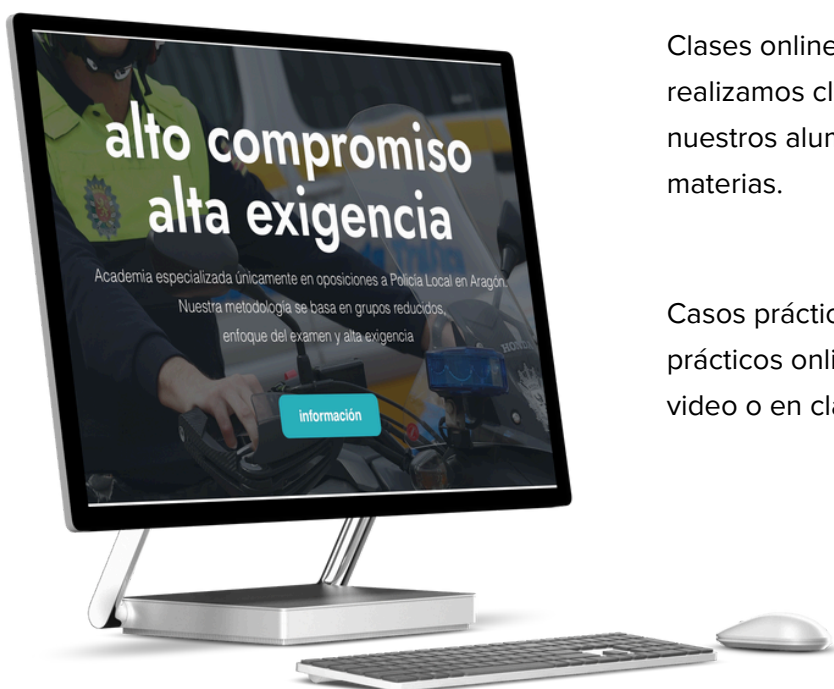 alto compromiso
alta exigencia
Academia especializada únicamente en oposiciones a Policía Local en Aragón.
Nuestra metodología se basa en grupos reducidos,
enfoque del examen y alta exigencia
información
HONDA
Clases online
realizamos cl
nuestros alum
materias.
Casos práctic
prácticos onli
video o en cla